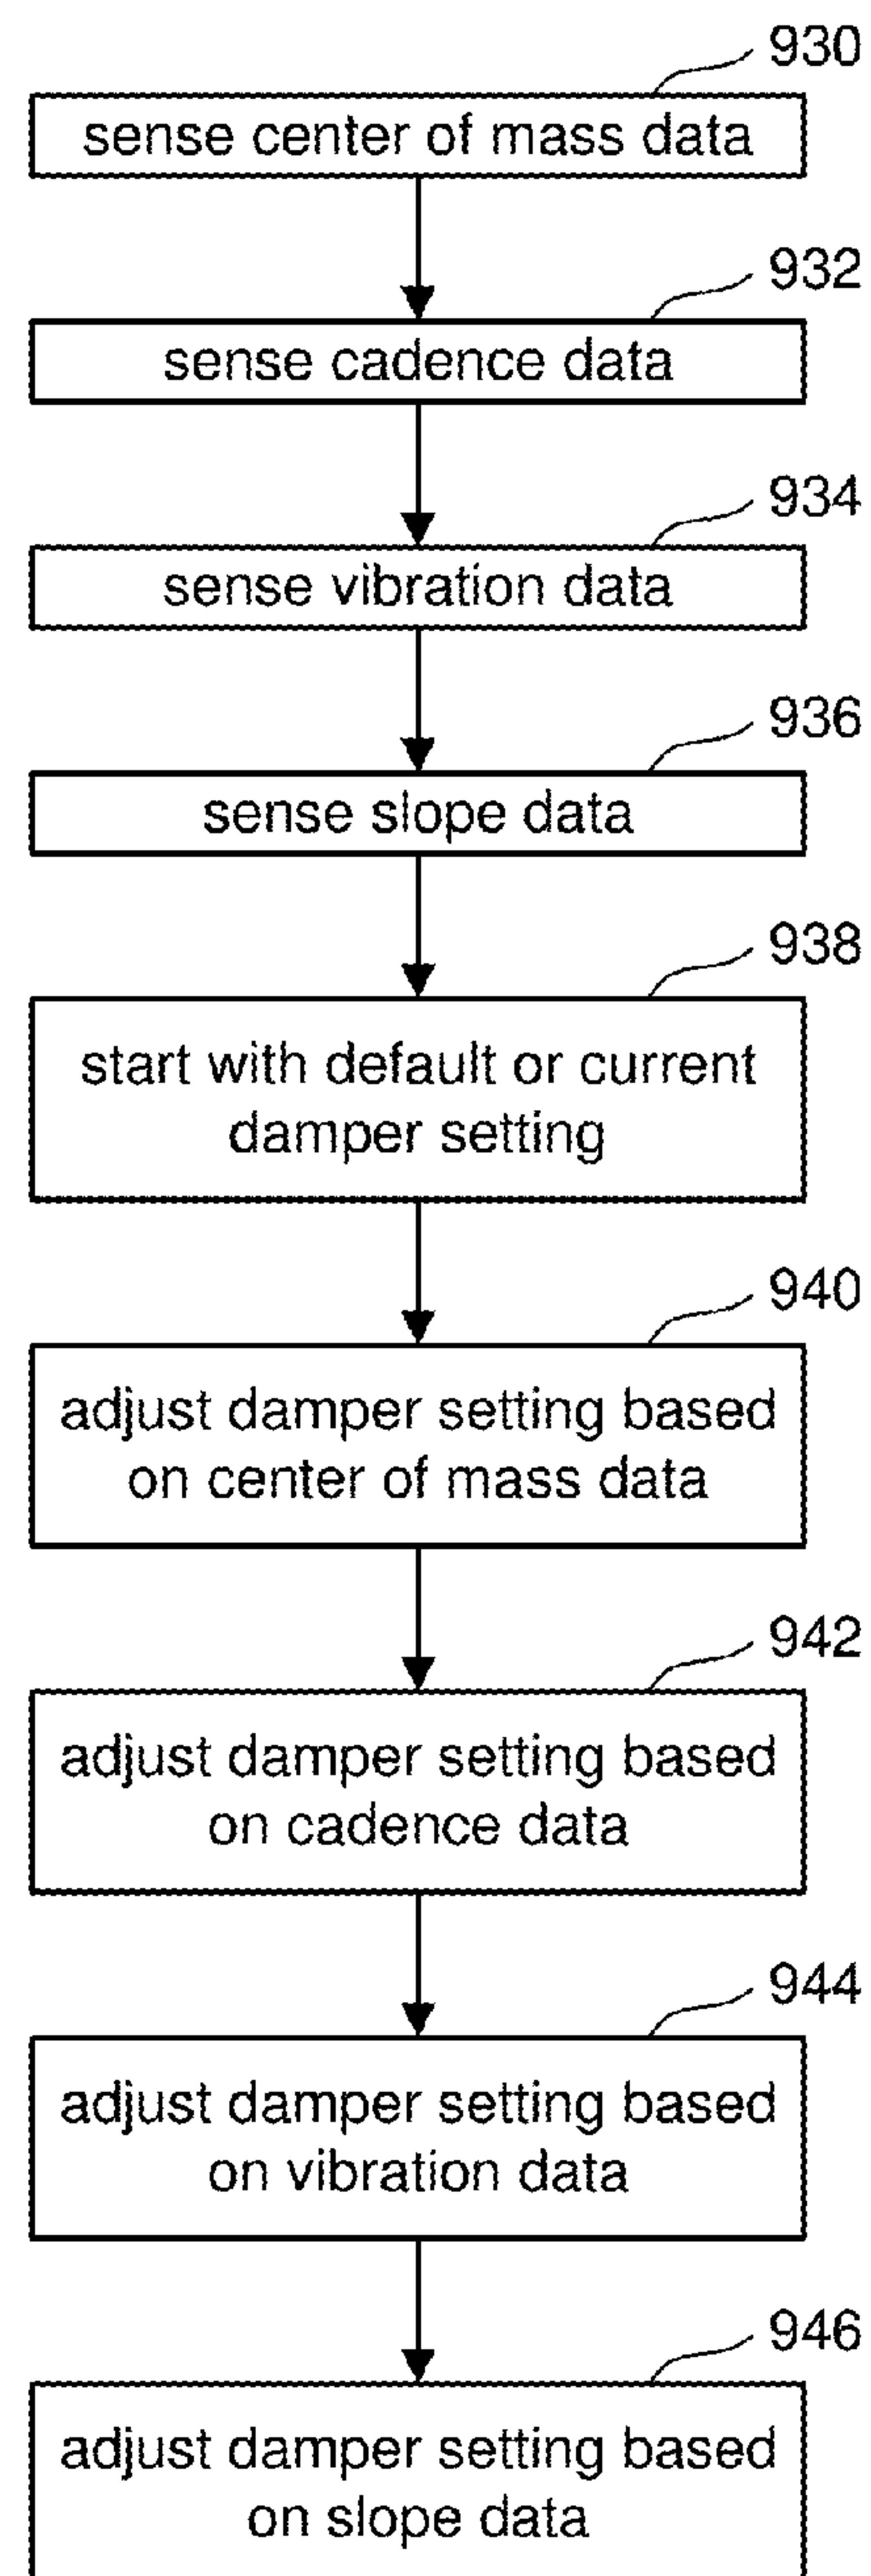 930
sense center of mass data
932
sense cadence data
934
sense vibration data
936
sense slope data
938
start with default or current
damper setting
940
adjust damper setting based
on center of mass data
942
adjust damper setting based
on cadence data
944
adjust damper setting based
on vibration data
946
adjust damper setting based
on slope data